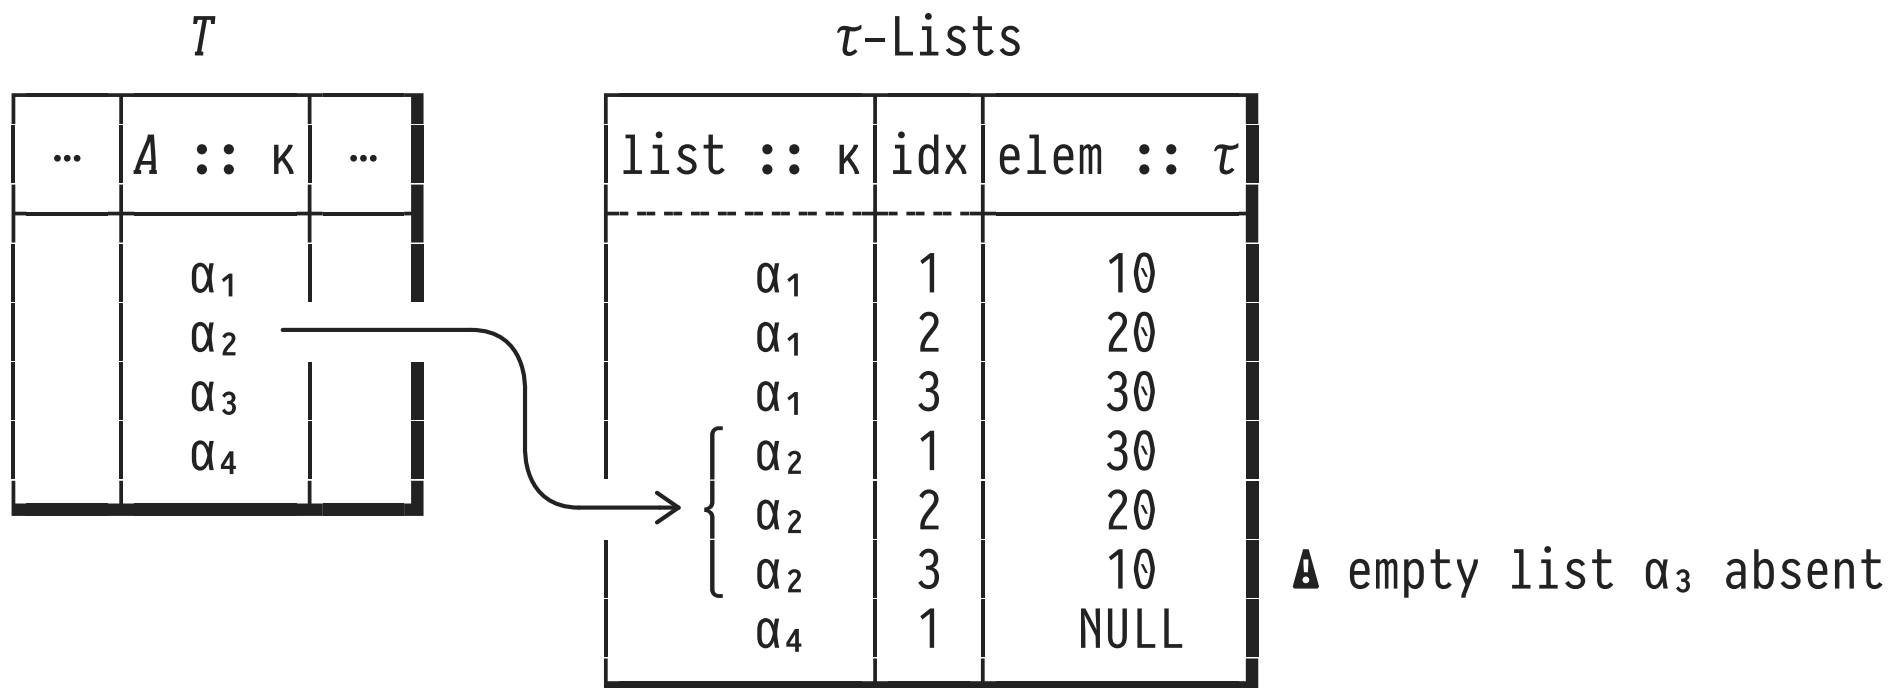 T
τ-Lists
… A :: κ … list :: κ idx elem :: τ
α₁ α₁ 1 10
α₂ α₁ 2 20
α₃ α₁ 3 30
α₄ α₂ 1 30
α₂ 2 20
α₂ 3 10 ⚠ empty list α₃ absent
α₄ 1 NULL